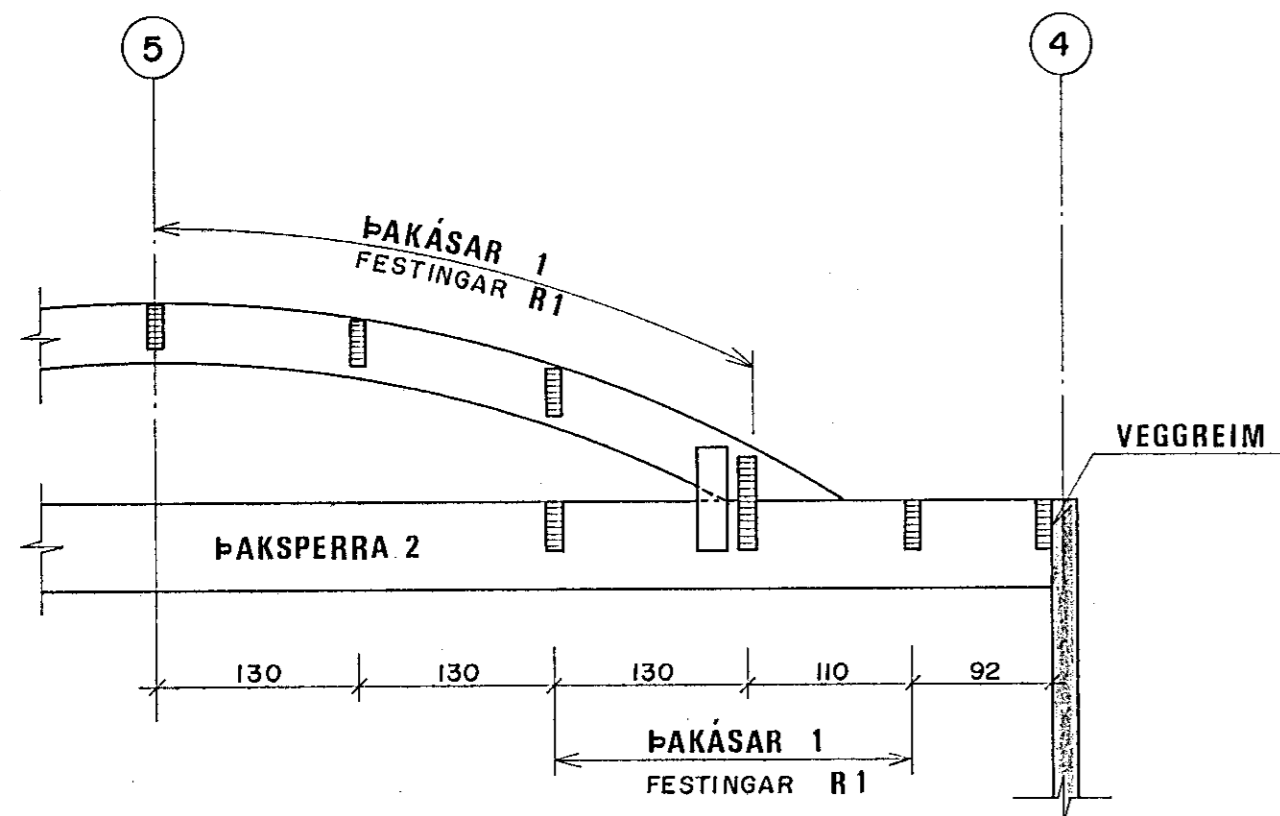 5
4
ÞAKÁSAR 1
FESTINGAR R1
VEGGREIM
ÞAKSPERRA 2
130 130 130 110 92
ÞAKÁSAR 1
FESTINGAR R1